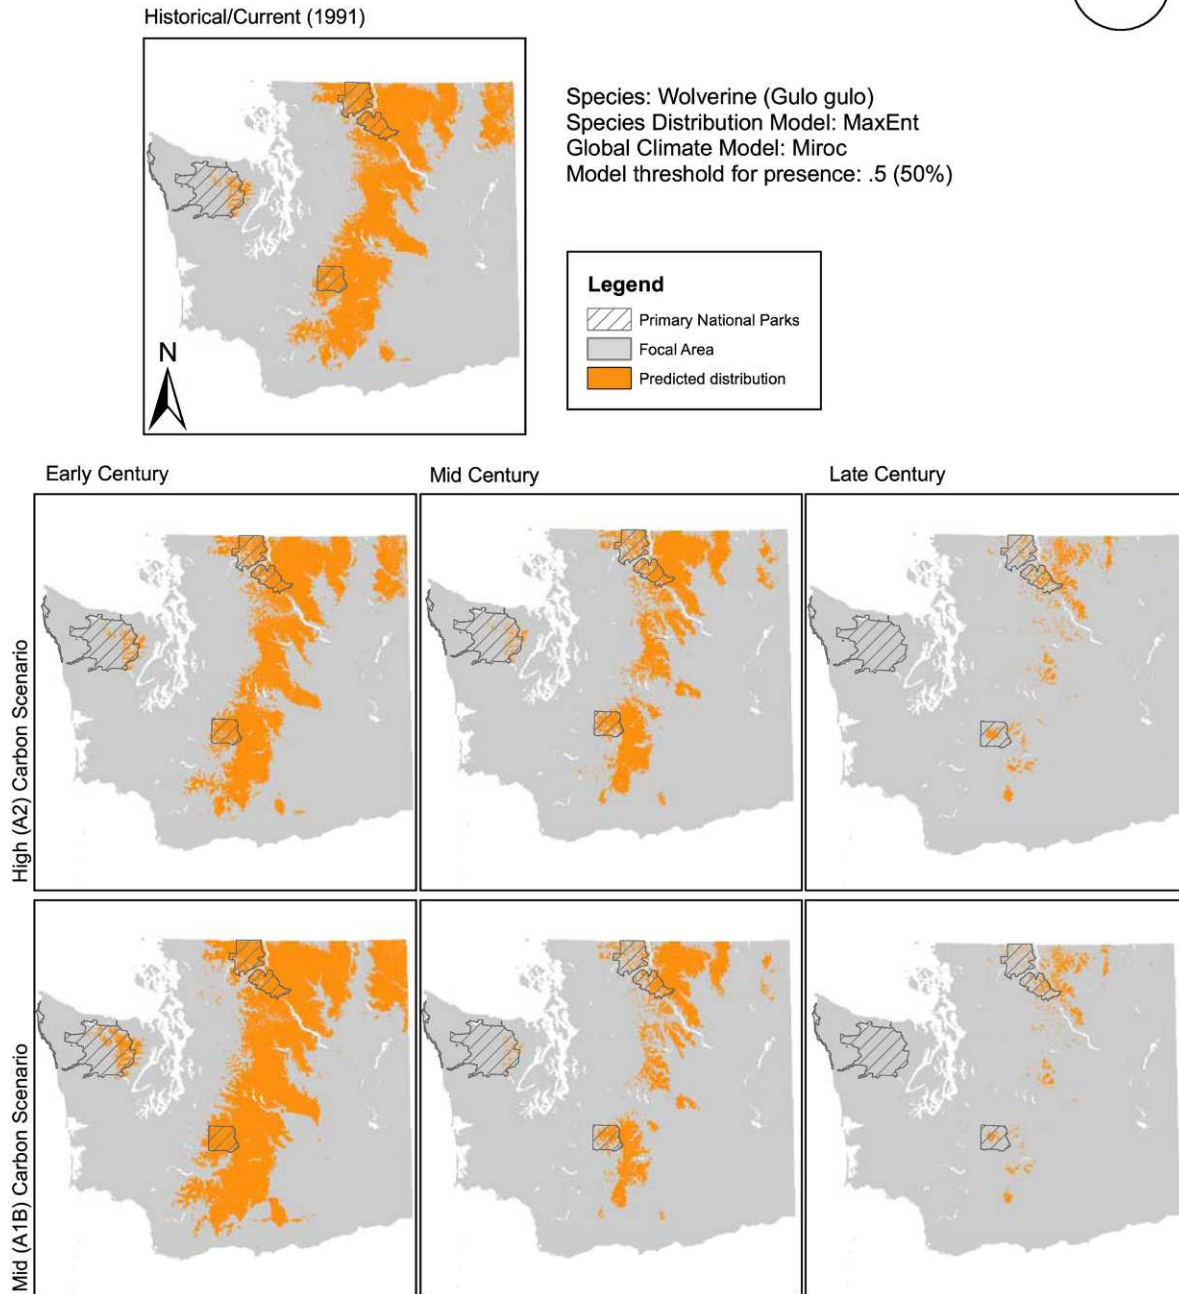 Historical/Current (1991)
Species: Wolverine (Gulo gulo)
Species Distribution Model: MaxEnt
Global Climate Model: Miroc
Model threshold for presence: .5 (50%)
Legend
Primary National Parks
Focal Area
Predicted distribution
N
Early Century
Mid Century
Late Century
High (A2) Carbon Scenario
Mid (A1B) Carbon Scenario